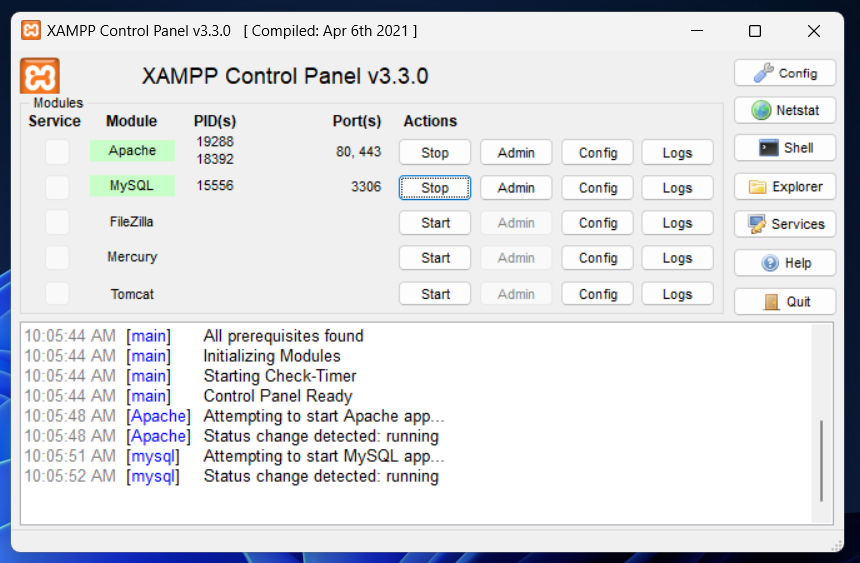 XAMPP Control Panel v3.3.0 [ Compiled: Apr 6th 2021 ]
XAMPP Control Panel v3.3.0
Config
Modules
Service Module PID(s) Port(s) Actions
Netstat
Apache 19288 18392 80, 443 Stop Admin Config Logs
Shell
MySQL 15556 3306 Stop Admin Config Logs
Explorer
FileZilla Start Admin Config Logs
Services
Mercury Start Admin Config Logs
Help
Tomcat Start Admin Config Logs
Quit
10:05:44 AM [main] All prerequisites found
10:05:44 AM [main] Initializing Modules
10:05:44 AM [main] Starting Check-Timer
10:05:44 AM [main] Control Panel Ready
10:05:48 AM [Apache] Attempting to start Apache app...
10:05:48 AM [Apache] Status change detected: running
10:05:51 AM [mysql] Attempting to start MySQL app...
10:05:52 AM [mysql] Status change detected: running